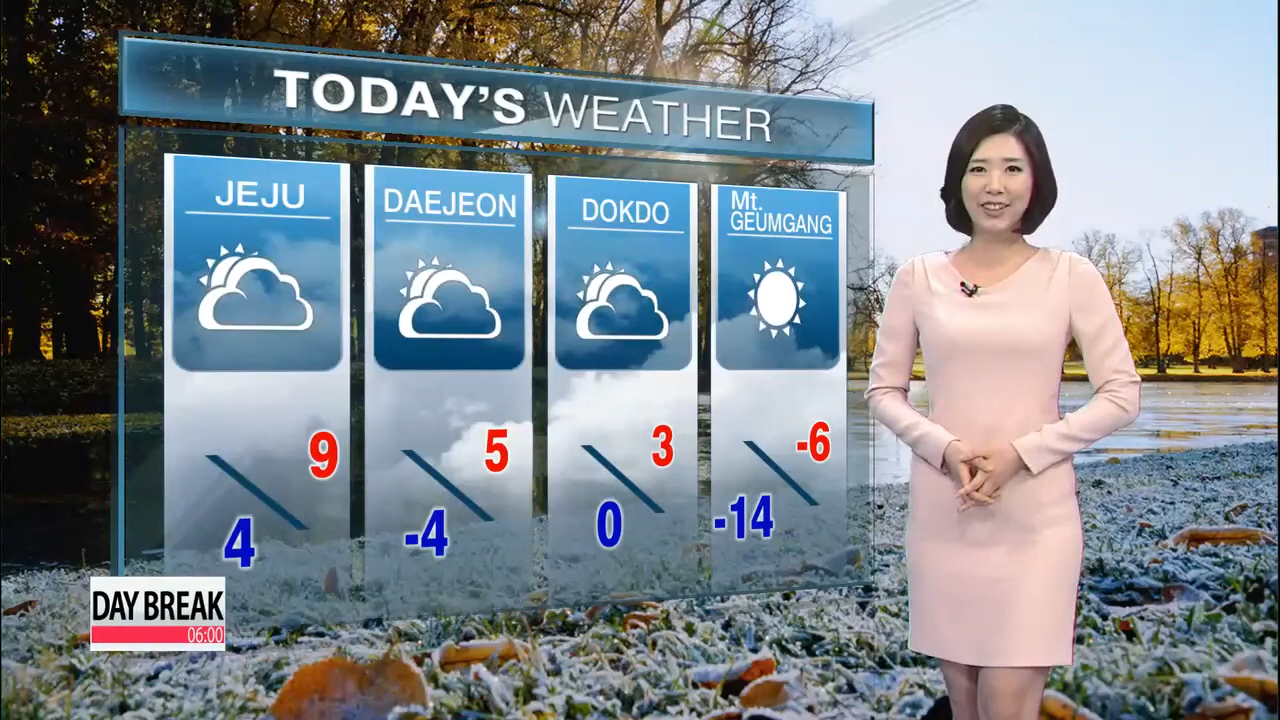 TODAY'S WEATHER
JEJU
9
4
DAEJEON
5
-4
DOKDO
3
0
Mt.
GEUMGANG
-6
-14
DAY BREAK
06:00